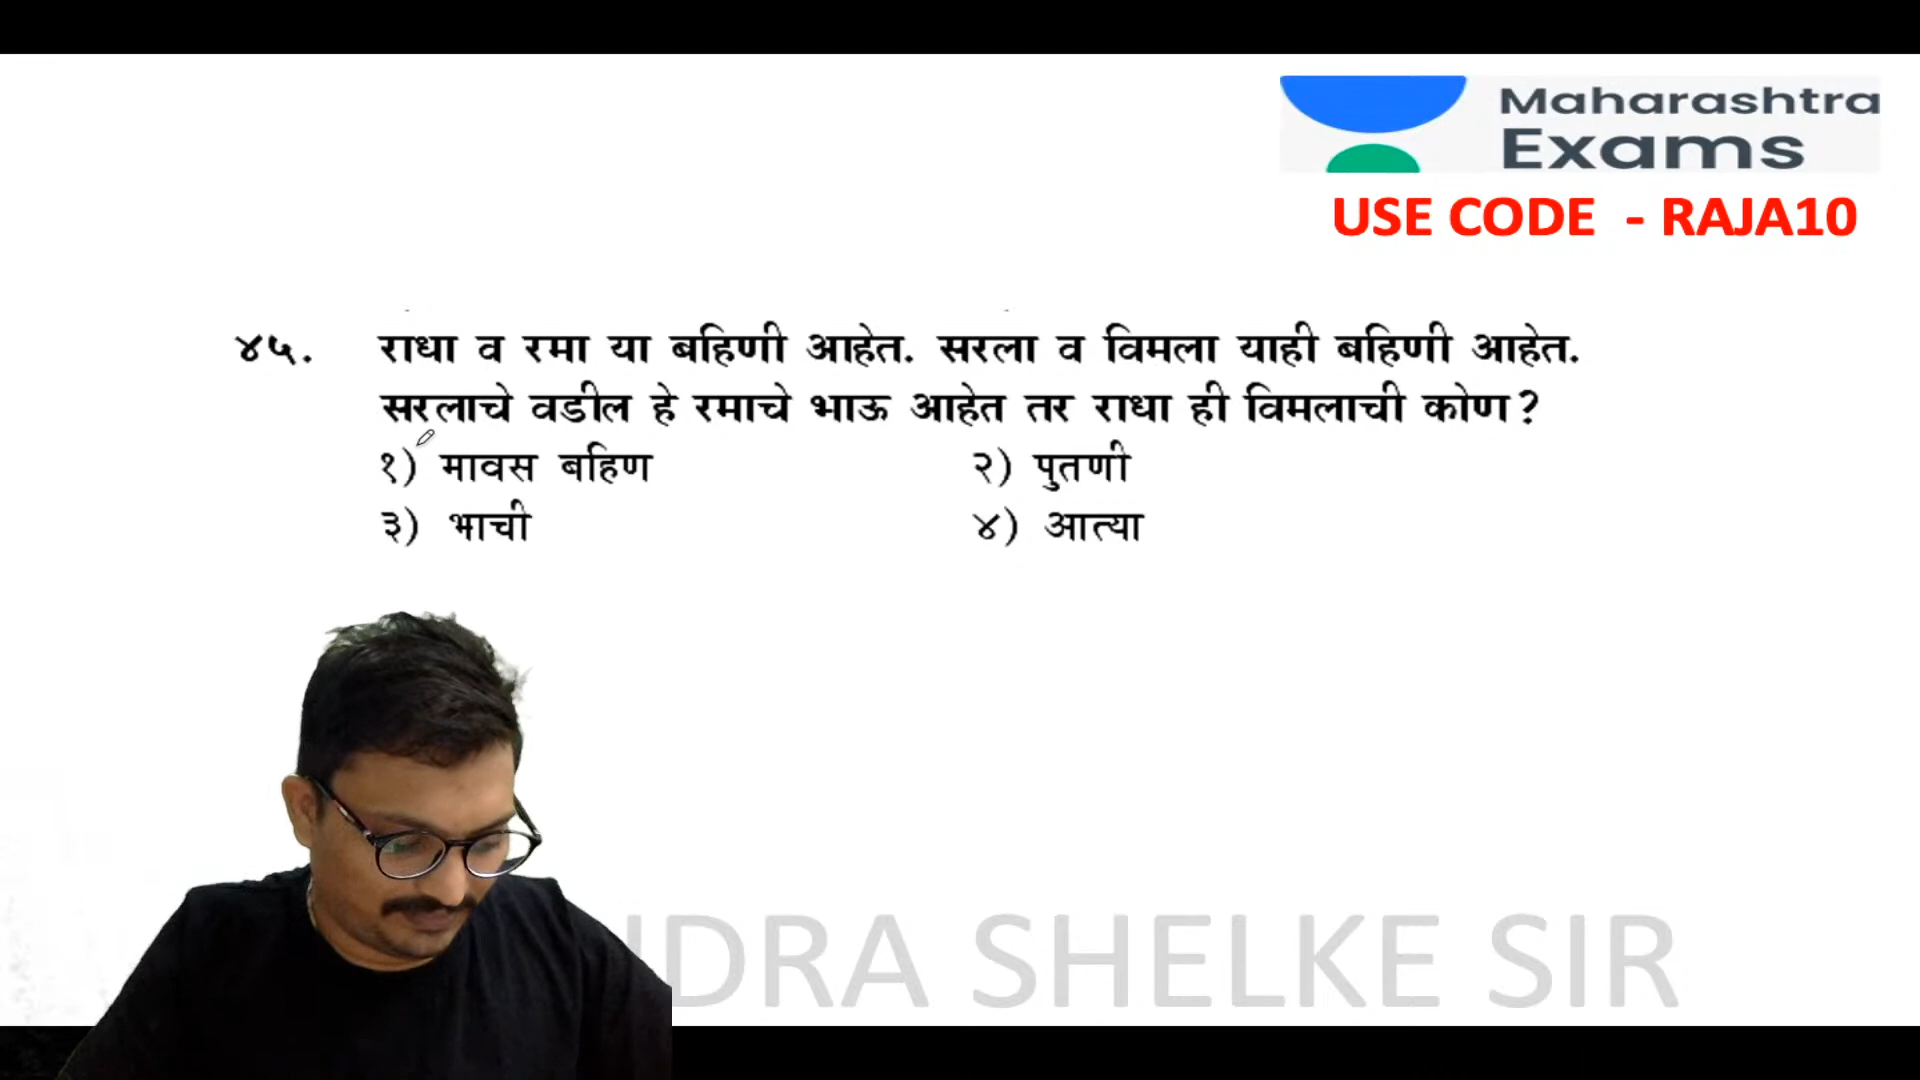 Maharashtra
Exams
USE CODE - RAJA10
४५. राधा व रमा या बहिणी आहेत. सरला व विमला याही बहिणी आहेत.
सरलाचे वडील हे रमाचे भाऊ आहेत तर राधा ही विमलाची कोण?
१) मावस बहिण २) पुतणी
३) भाची ४) आत्या
DRA SHELKE SIR